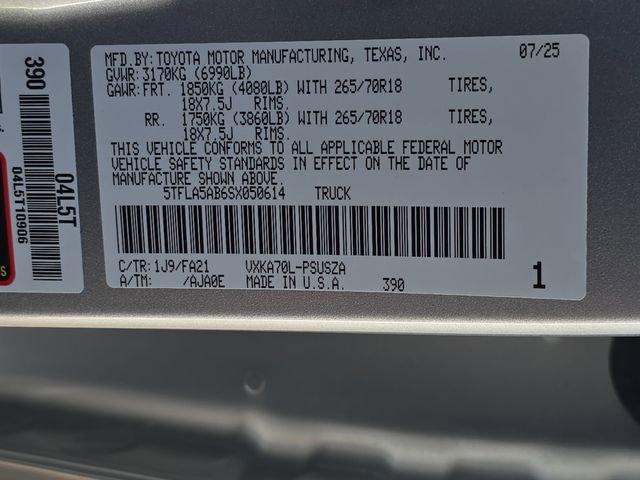 MFD.BY: TOYOTA MOTOR MANUFACTURING, TEXAS, INC. 07/25
GVWR: 3170KG (6990LB)
GAWR: FRT. 1850KG (4080LB) WITH 265/70R18 TIRES,
18X7.5J RIMS.
RR. 1750KG (3860LB) WITH 265/70R18 TIRES,
18X7.5J RIMS.
THIS VEHICLE CONFORMS TO ALL APPLICABLE FEDERAL MOTOR
VEHICLE SAFETY STANDARDS IN EFFECT ON THE DATE OF
MANUFACTURE SHOWN ABOVE.
5TFLA5AB6SX050614 TRUCK
C/TR: 1J9/FA21 VXKA70L-PSUSZA
A/TM: /AJA0E MADE IN U.S.A. 390 1
390
04L5T
04L5T10906